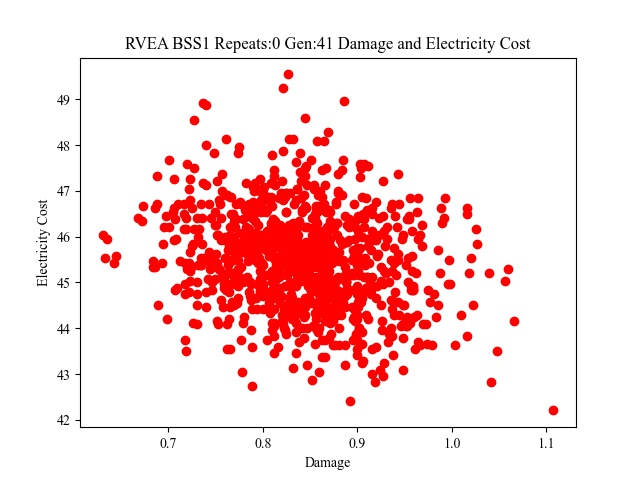 RVEA BSS1 Repeats:0 Gen:41 Damage and Electricity Cost
49
48
47
46
45
44
43
42
Electricity Cost
0.7 0.8 0.9 1.0 1.1
Damage